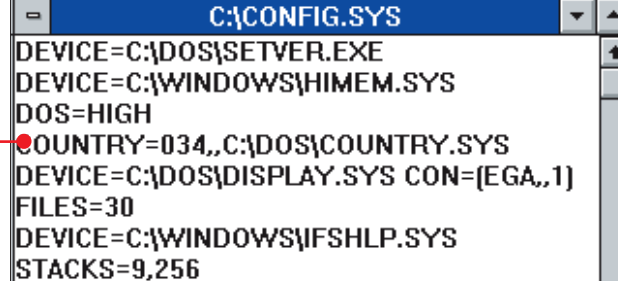 C:\CONFIG.SYS
DEVICE=C:\DOS\SETVER.EXE
DEVICE=C:\WINDOWS\HIMEM.SYS
DOS=HIGH
COUNTRY=034,,C:\DOS\COUNTRY.SYS
DEVICE=C:\DOS\DISPLAY.SYS CON=(EGA,,1)
FILES=30
DEVICE=C:\WINDOWS\IFSHLP.SYS
STACKS=9,256